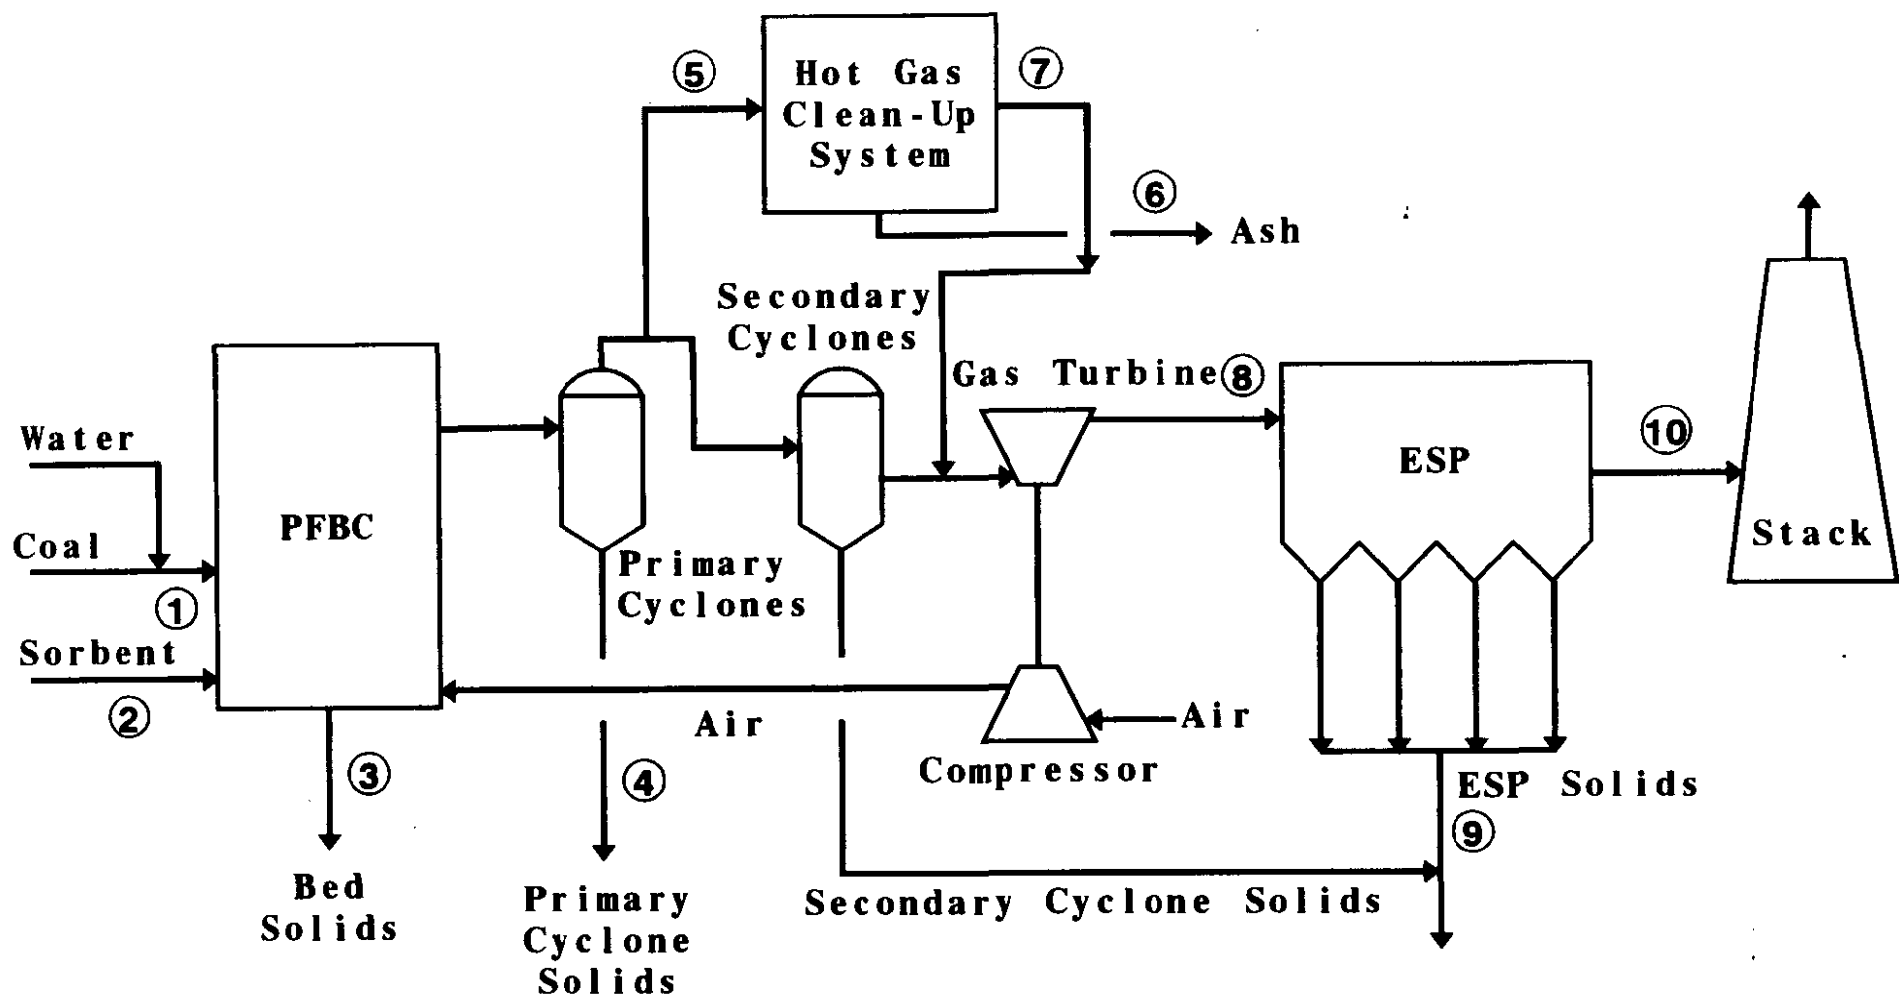 Hot Gas
Clean-Up
System
5
7
6
Ash
Secondary
Cyclones
Gas Turbine
8
ESP
10
Stack
Water
Coal
1
PFBC
Primary
Cyclones
Sorbent
2
Air
Air
Compressor
3
4
ESP Solids
9
Bed
Solids
Primary
Cyclone
Solids
Secondary Cyclone Solids